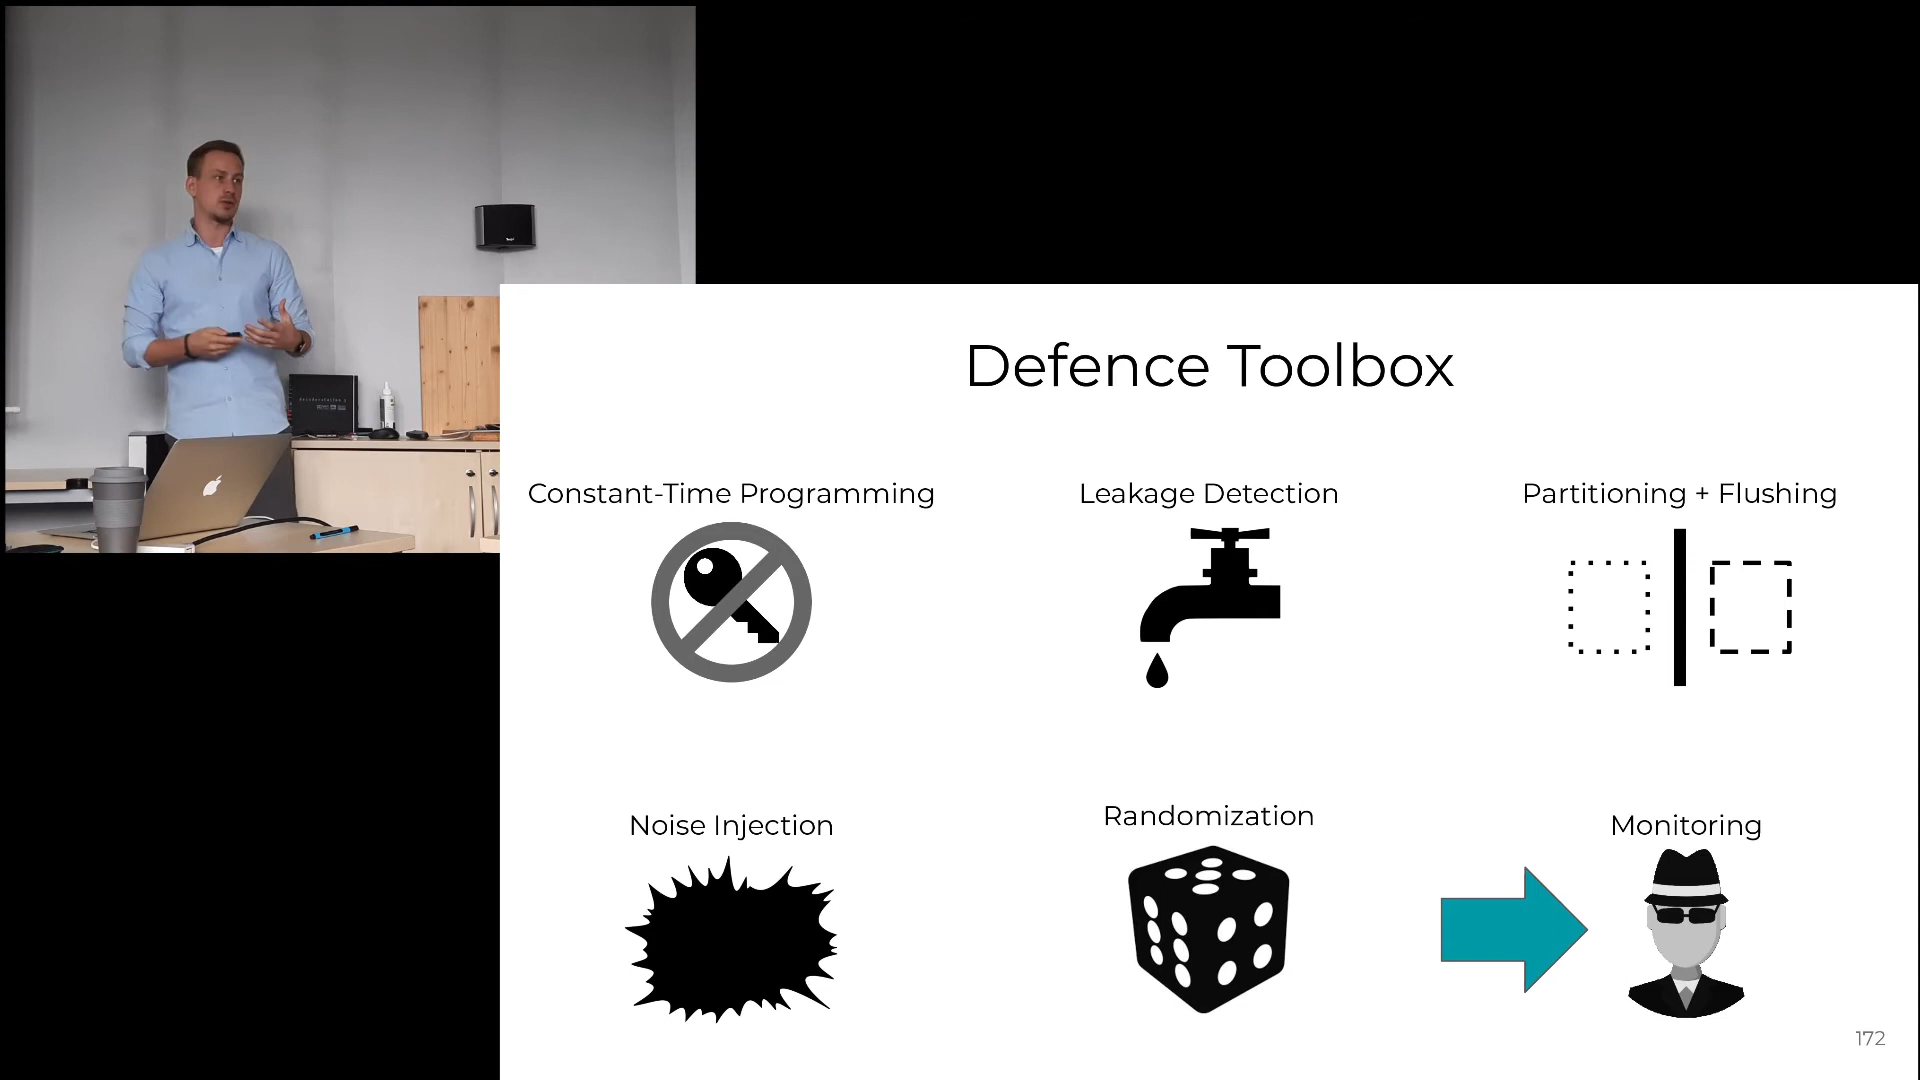 Defence Toolbox
Constant-Time Programming
Leakage Detection
Partitioning + Flushing
Noise Injection
Randomization
Monitoring
172